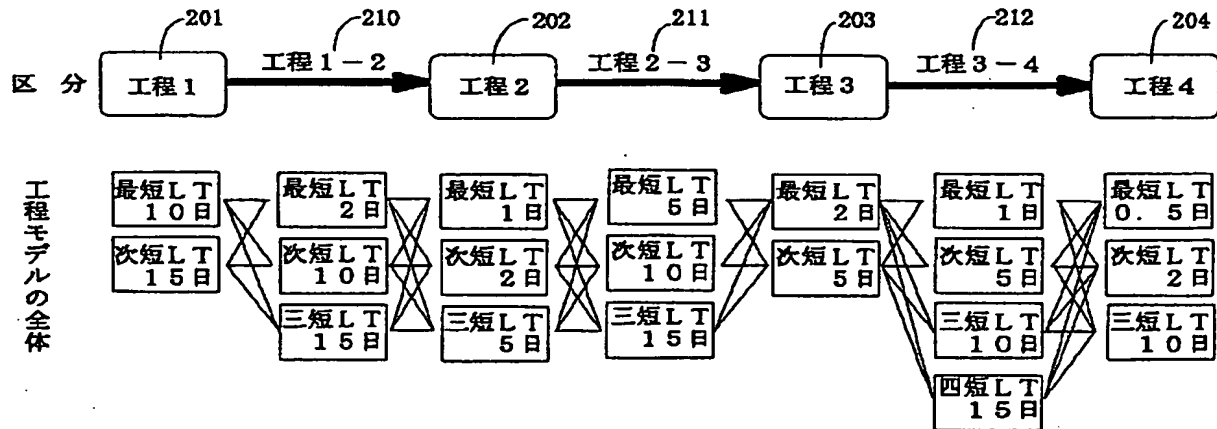 201
210
202
211
203
212
204
区 分
工程1
工程1-2
工程2
工程2-3
工程3
工程3-4
工程4
工程モデルの全体
最短LT
10日
最短LT
2日
最短LT
1日
最短LT
5日
最短LT
2日
最短LT
1日
最短LT
0.5日
次短LT
15日
次短LT
10日
次短LT
2日
次短LT
10日
次短LT
5日
次短LT
5日
次短LT
2日
三短LT
15日
三短LT
5日
三短LT
15日
三短LT
10日
三短LT
10日
四短LT
15日